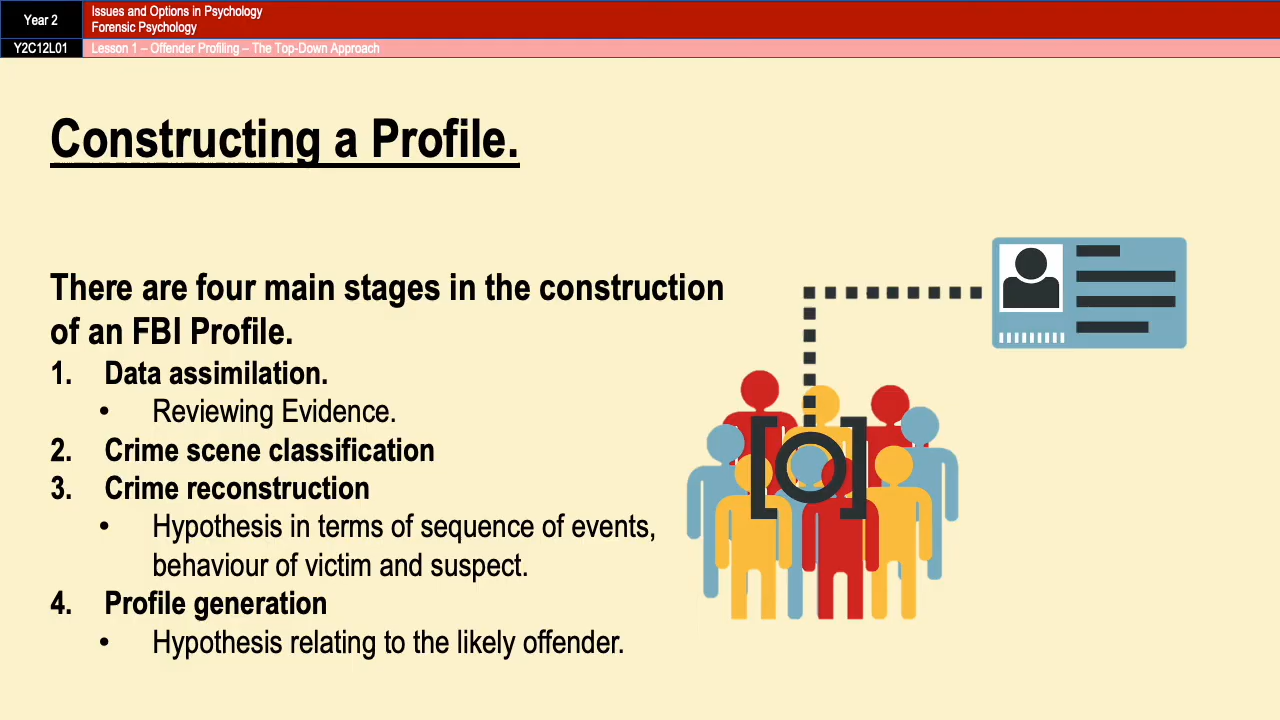 Year 2
Issues and Options in Psychology
Forensic Psychology
Y2C12L01
Lesson 1 – Offender Profiling – The Top-Down Approach
Constructing a Profile.
There are four main stages in the construction
of an FBI Profile.
1. Data assimilation.
• Reviewing Evidence.
2. Crime scene classification
3. Crime reconstruction
• Hypothesis in terms of sequence of events,
behaviour of victim and suspect.
4. Profile generation
• Hypothesis relating to the likely offender.